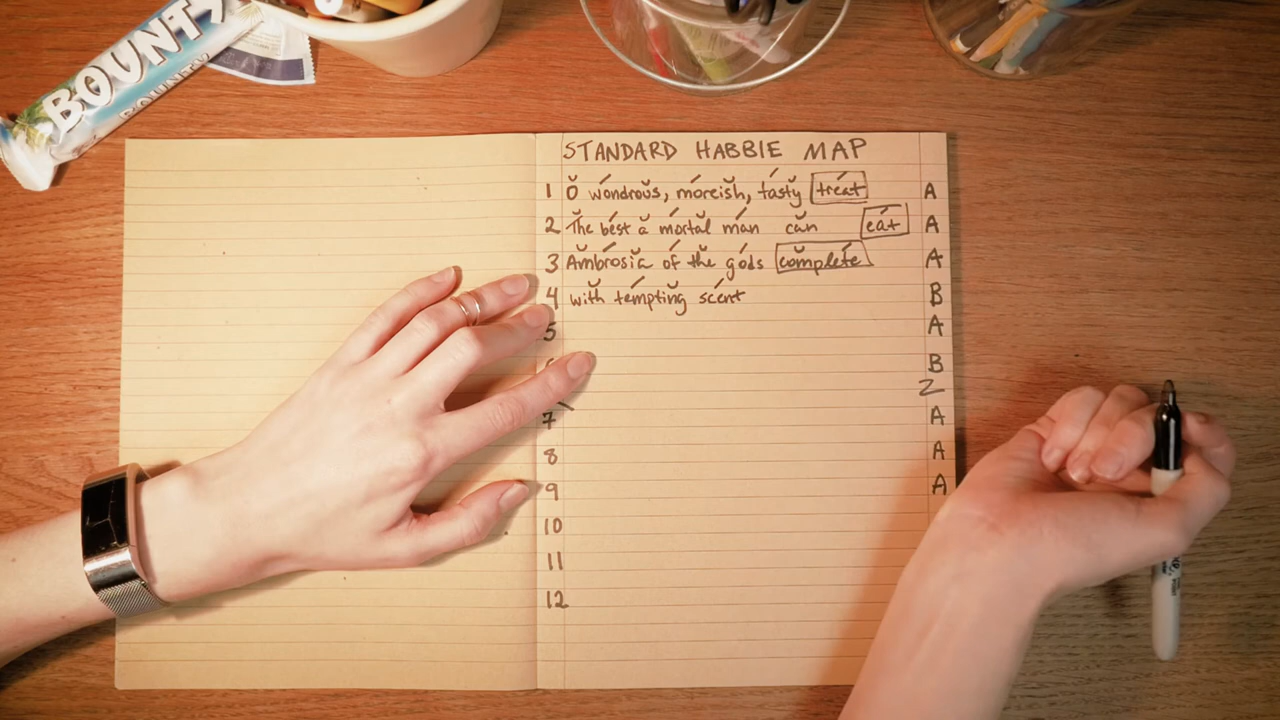 BOUNTY
BOUNTY
STANDARD HABBIE MAP
1 O wondrous, moreish, tasty treat A
2 The best a mortal man can eat A
3 Ambrosia of the gods complete A
4 with tempting scent B
5 A
B
Z
7 A
8 A
9 A
10
11
12